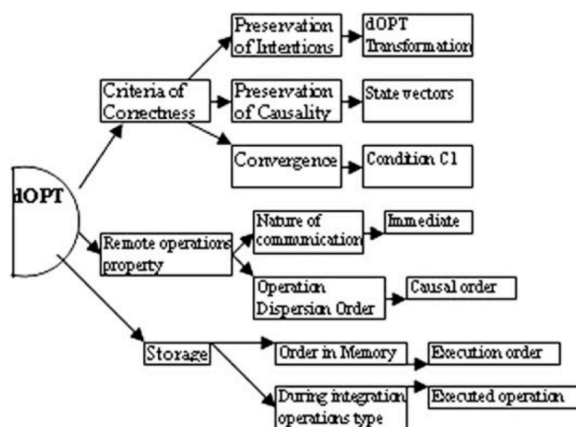 dOPT
Criteria of
Correctness
Preservation
of Intentions
dOPT
Transformation
Preservation
of Causality
State vectors
Convergence
Condition C1
Remote operations
property
Nature of
communication
Immediate
Operation
Dispersion Order
Causal order
Storage
Order in Memory
Execution order
During integration
operations type
Executed operation